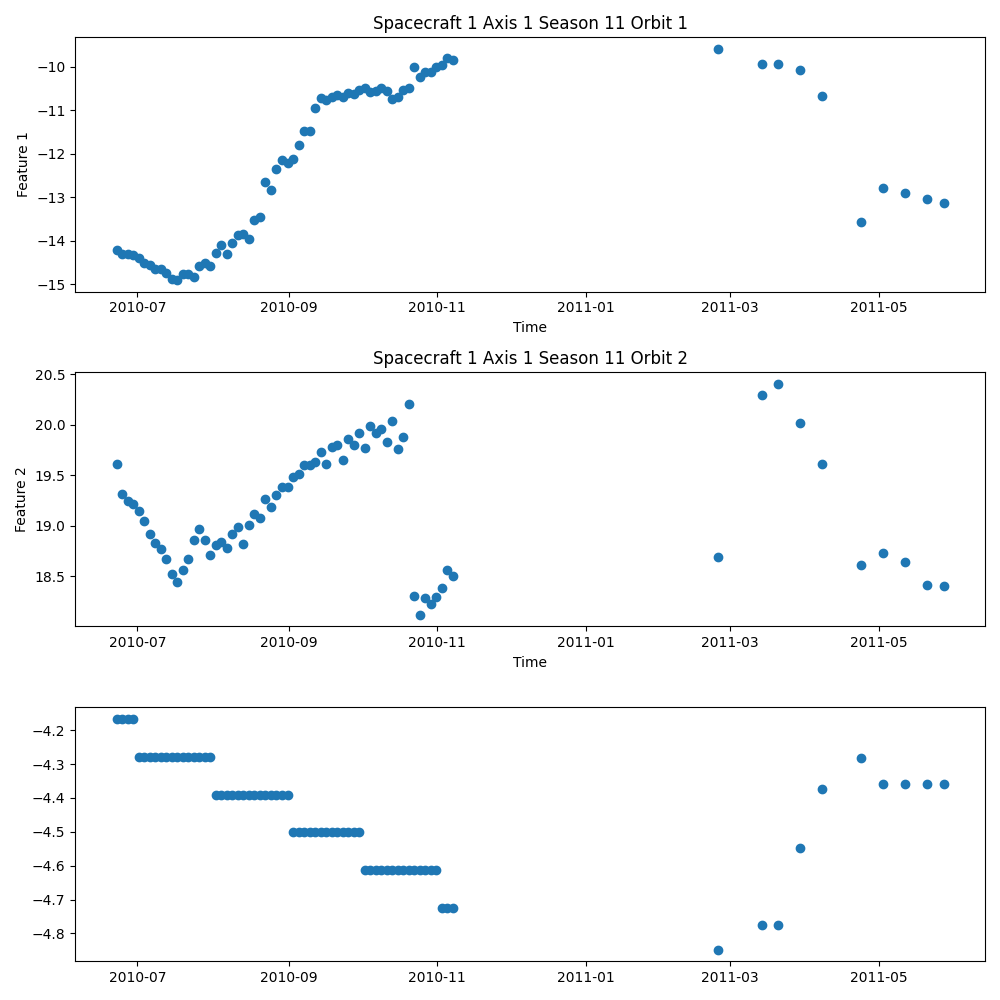 Spacecraft 1 Axis 1 Season 11 Orbit 1
−10
−11
−12
−13
−14
−15
Feature 1
2010-07 2010-09 2010-11 2011-01 2011-03 2011-05
Time
Spacecraft 1 Axis 1 Season 11 Orbit 2
20.5
20.0
19.5
19.0
18.5
Feature 2
2010-07 2010-09 2010-11 2011-01 2011-03 2011-05
Time
−4.2
−4.3
−4.4
−4.5
−4.6
−4.7
−4.8
2010-07 2010-09 2010-11 2011-01 2011-03 2011-05